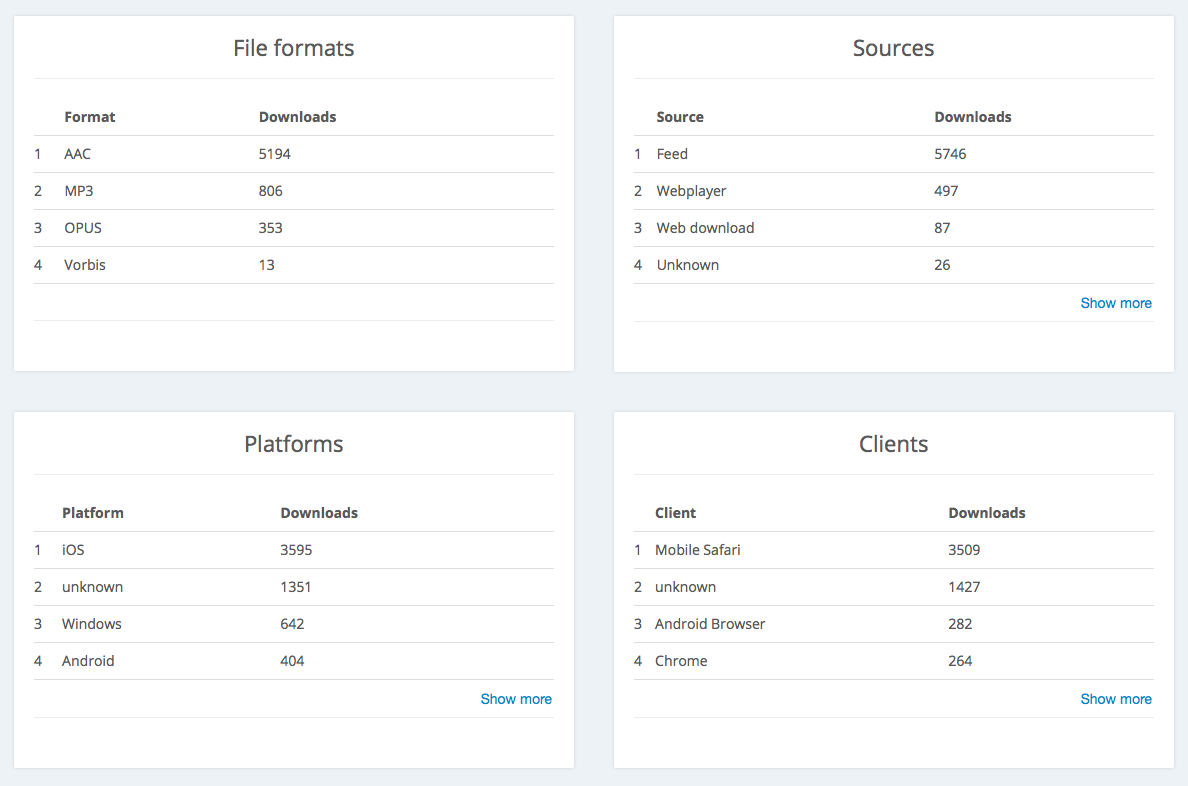 File formats
Format Downloads
1 AAC 5194
2 MP3 806
3 OPUS 353
4 Vorbis 13
Sources
Source Downloads
1 Feed 5746
2 Webplayer 497
3 Web download 87
4 Unknown 26
Show more
Platforms
Platform Downloads
1 iOS 3595
2 unknown 1351
3 Windows 642
4 Android 404
Show more
Clients
Client Downloads
1 Mobile Safari 3509
2 unknown 1427
3 Android Browser 282
4 Chrome 264
Show more